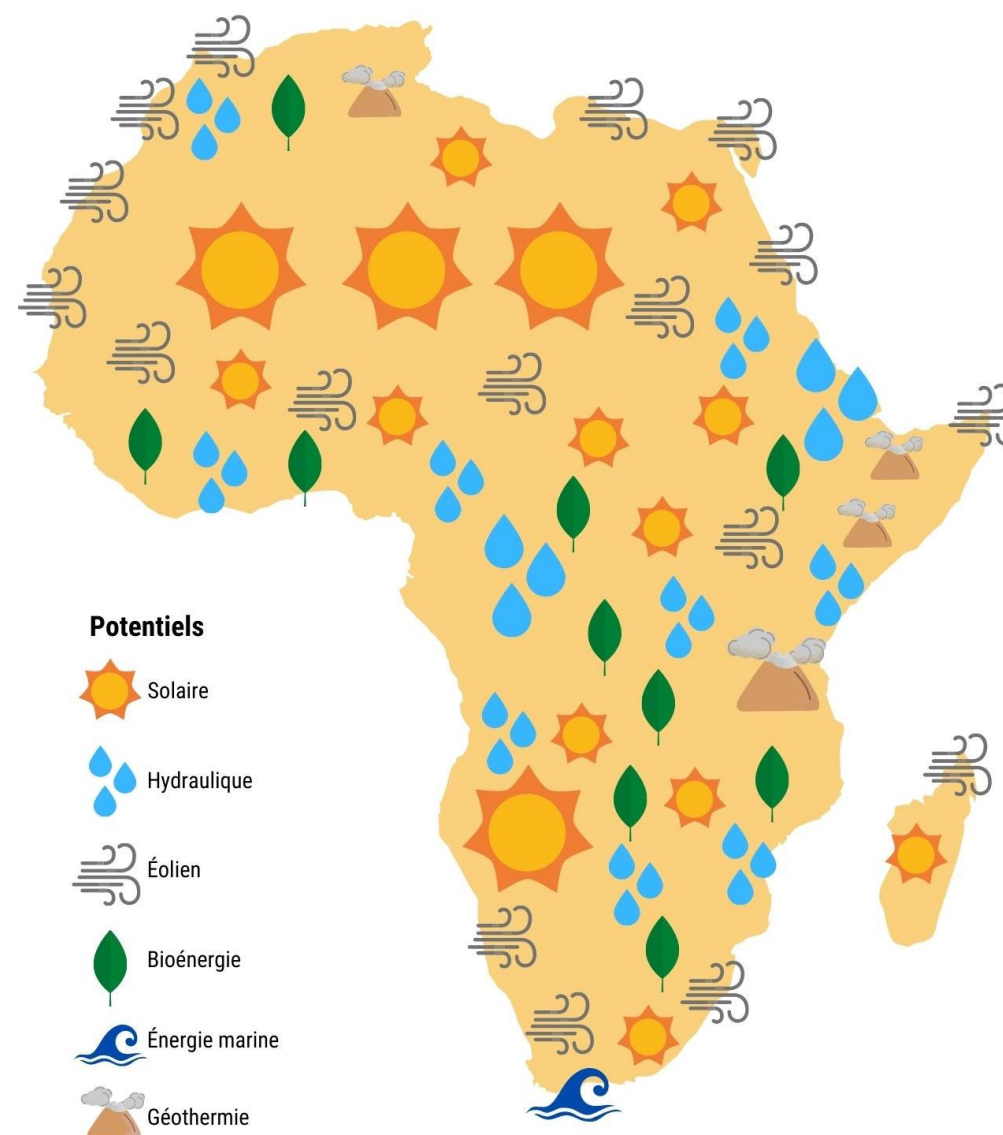 Potentiels
Solaire
Hydraulique
Éolien
Bioénergie
Énergie marine
Géothermie